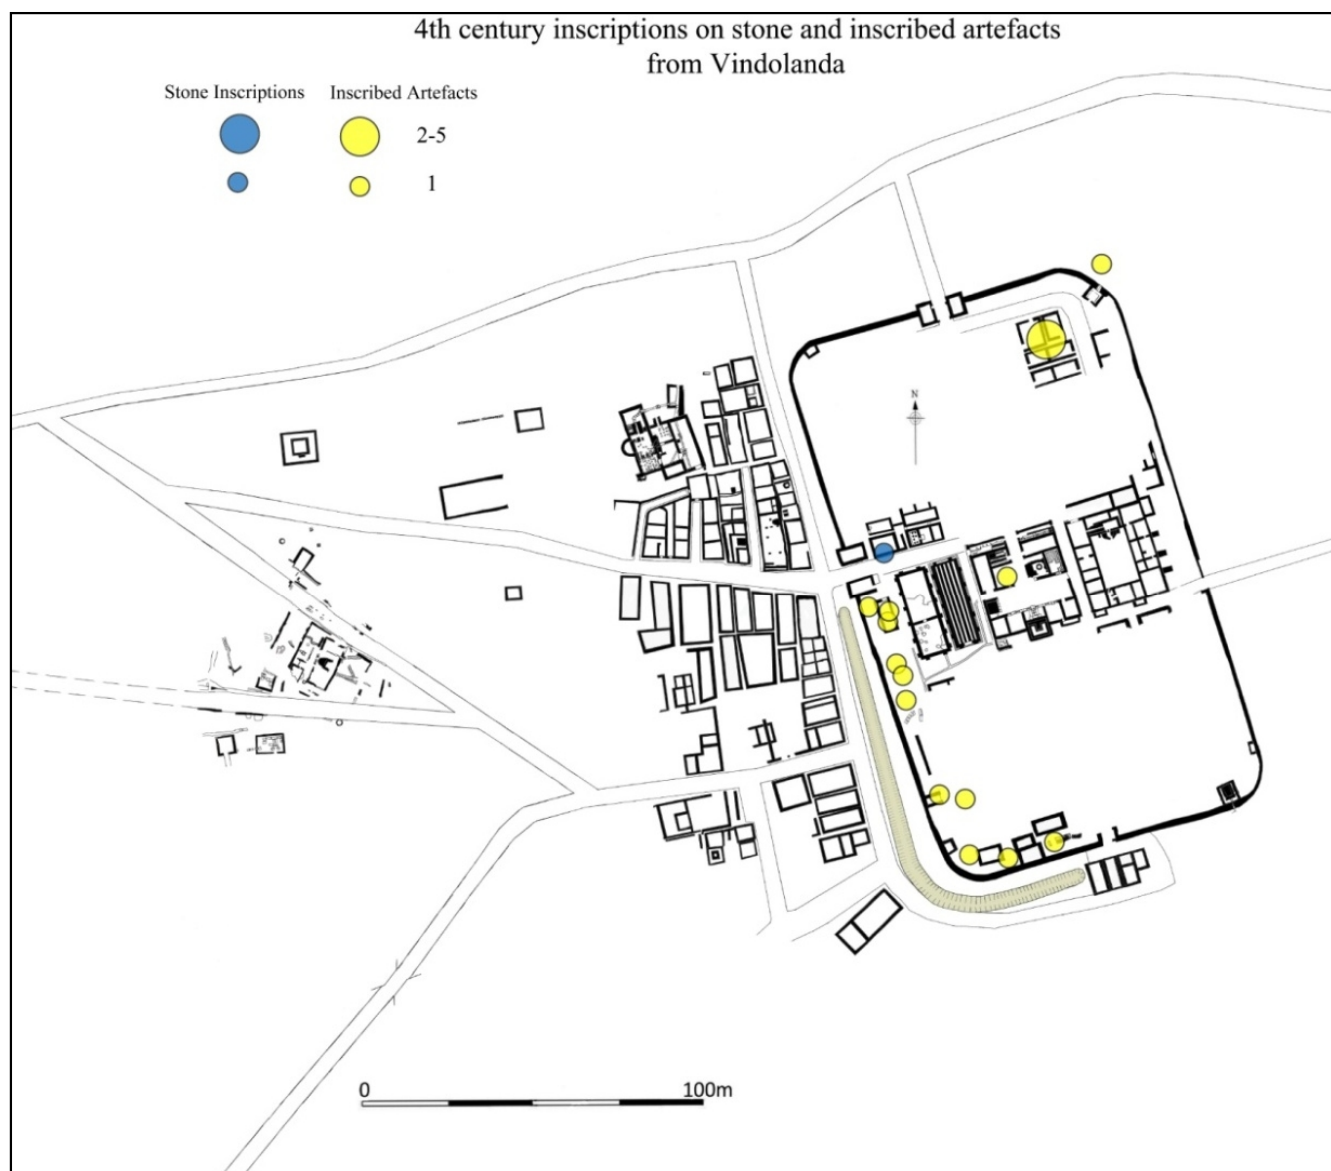 4th century inscriptions on stone and inscribed artefacts
from Vindolanda
Stone Inscriptions Inscribed Artefacts
2-5
1
N
0 100m